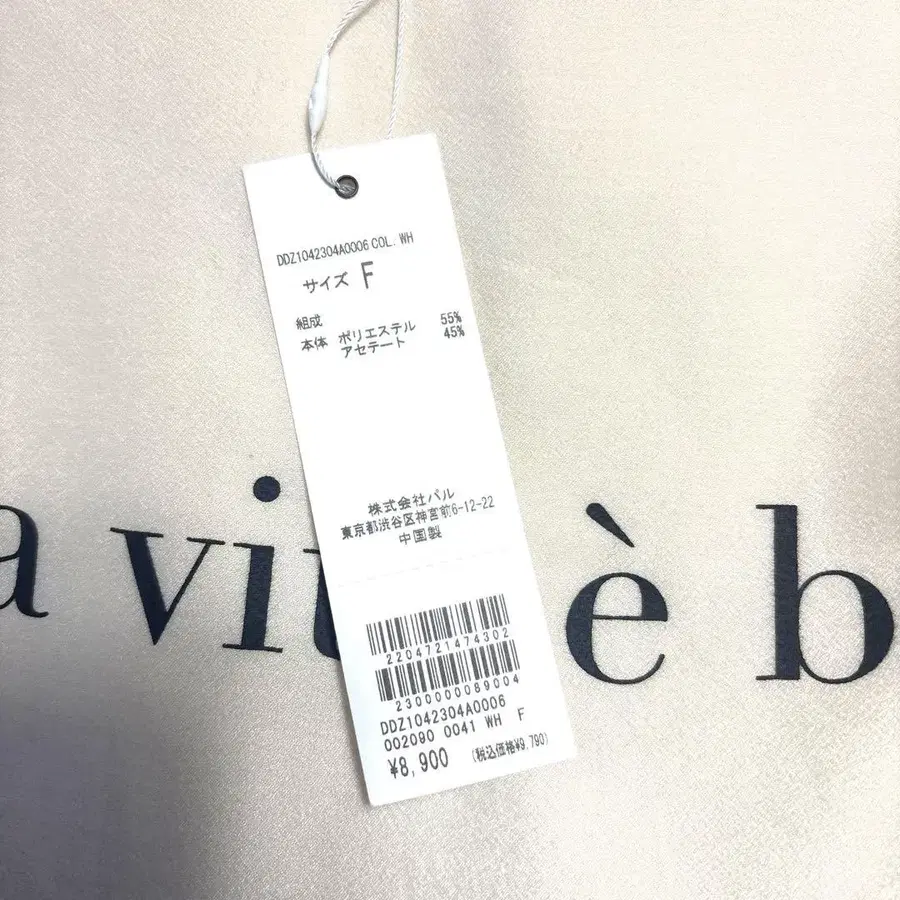 DDZ1042304A0006 COL. WH
サイズ F
組成
本体 ポリエステル 55%
アセテート 45%
株式会社パル
東京都渋谷区神宮前6-12-22
中国製
a vit è b
2204721474302
2300000089004
DDZ1042304A0006
002090 0041 WH F
¥8,900 (税込価格¥9,790)